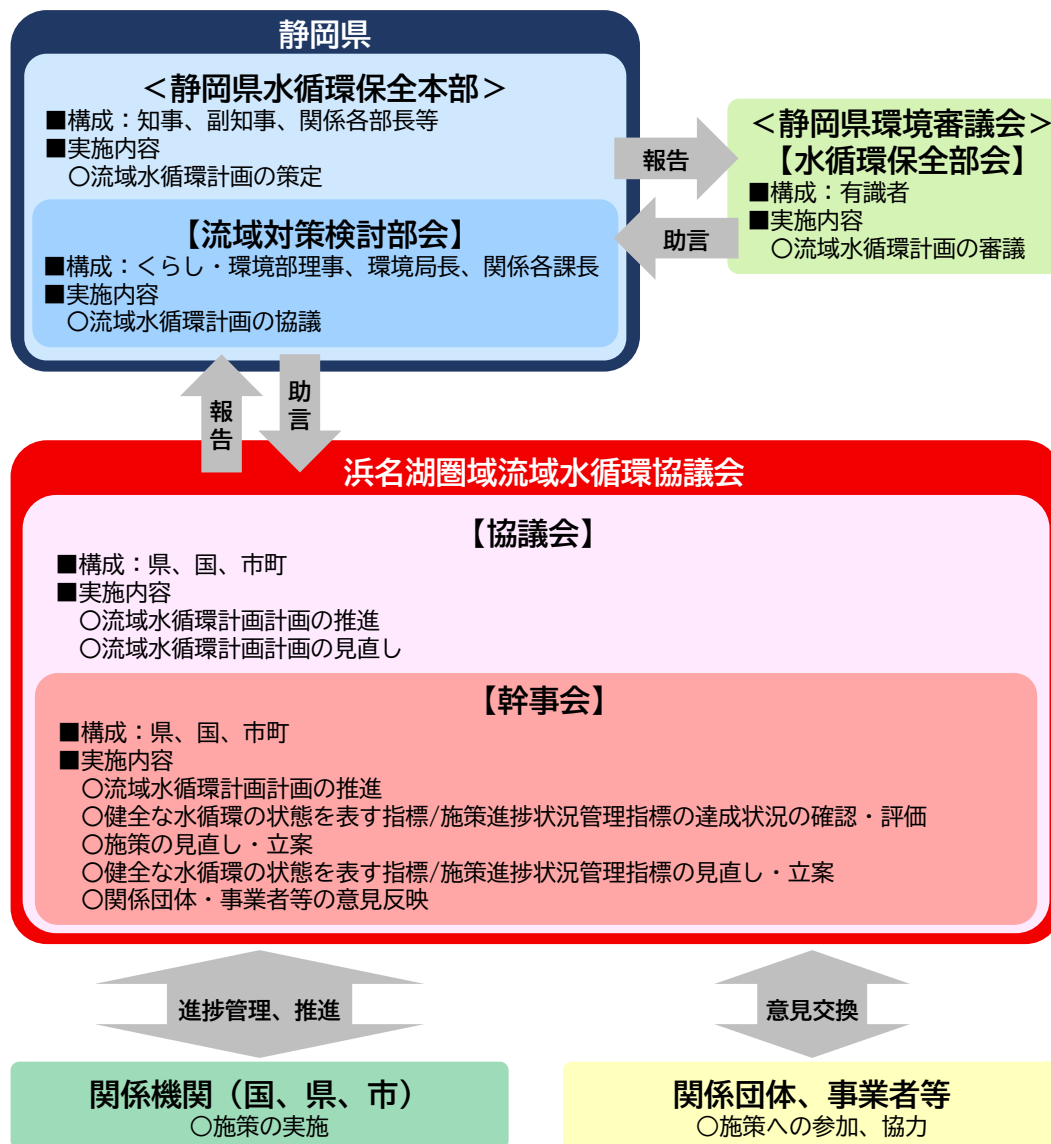 静岡県
＜静岡県水循環保全本部＞
■構成：知事、副知事、関係各部長等
■実施内容
〇流域水循環計画の策定
【流域対策検討部会】
■構成：くらし・環境部理事、環境局長、関係各課長
■実施内容
〇流域水循環計画の協議
報告
助言
＜静岡県環境審議会＞
【水循環保全部会】
■構成：有識者
■実施内容
〇流域水循環計画の審議
報告
助言
浜名湖圏域流域水循環協議会
【協議会】
■構成：県、国、市町
■実施内容
〇流域水循環計画計画の推進
〇流域水循環計画計画の見直し
【幹事会】
■構成：県、国、市町
■実施内容
〇流域水循環計画計画の推進
〇健全な水循環の状態を表す指標/施策進捗状況管理指標の達成状況の確認・評価
〇施策の見直し・立案
〇健全な水循環の状態を表す指標/施策進捗状況管理指標の見直し・立案
〇関係団体・事業者等の意見反映
進捗管理、推進
意見交換
関係機関（国、県、市）
〇施策の実施
関係団体、事業者等
〇施策への参加、協力